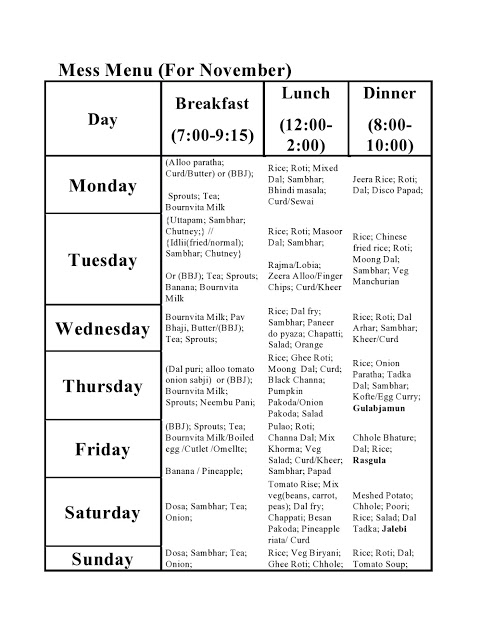 Mess Menu (For November)
Day
Breakfast
(7:00-9:15)
Lunch
(12:00-
2:00)
Dinner
(8:00-
10:00)
Monday
(Alloo paratha;
Curd/Butter) or (BBJ);
Sprouts; Tea;
Bournvita Milk
Rice; Roti; Mixed
Dal; Sambhar;
Bhindi masala;
Curd/Sewai
Jeera Rice; Roti;
Dal; Disco Papad;
Tuesday
{Uttapam; Sambhar;
Chutney;} //
{Idlii(fried/normal);
Sambhar; Chutney}
Or (BBJ); Tea; Sprouts;
Banana; Bournvita
Milk
Rice; Roti; Masoor
Dal; Sambhar;
Rajma/Lobia;
Zeera Alloo/Finger
Chips; Curd/Kheer
Rice; Chinese
fried rice; Roti;
Moong Dal;
Sambhar; Veg
Manchurian
Wednesday
Bournvita Milk; Pav
Bhaji, Butter/(BBJ);
Tea; Sprouts;
Rice; Dal fry;
Sambhar; Paneer
do pyaza; Chapatti;
Salad; Orange
Rice; Roti; Dal
Arhar; Sambhar;
Kheer/Curd
Thursday
(Dal puri; alloo tomato
onion sabji) or (BBJ);
Bournvita Milk;
Sprouts; Neembu Pani;
Rice; Ghee Roti;
Moong Dal; Curd;
Black Channa;
Pumpkin
Pakoda/Onion
Pakoda; Salad
Rice; Onion
Paratha; Tadka
Dal; Sambhar;
Kofte/Egg Curry;
Gulabjamun
Friday
(BBJ); Sprouts; Tea;
Bournvita Milk/Boiled
egg /Cutlet /Omellte;
Banana / Pineapple;
Pulao; Roti;
Channa Dal; Mix
Khorma; Veg
Salad; Curd/Kheer;
Sambhar; Papad
Chhole Bhature;
Dal; Rice;
Rasgula
Saturday
Dosa; Sambhar; Tea;
Onion;
Tomato Rise; Mix
veg(beans, carrot,
peas); Dal fry;
Chappati; Besan
Pakoda; Pineapple
riata/ Curd
Meshed Potato;
Chhole; Poori;
Rice; Salad; Dal
Tadka; Jalebi
Sunday
Dosa; Sambhar; Tea;
Onion;
Rice; Veg Biryani;
Ghee Roti; Chhole;
Rice; Roti; Dal;
Tomato Soup;